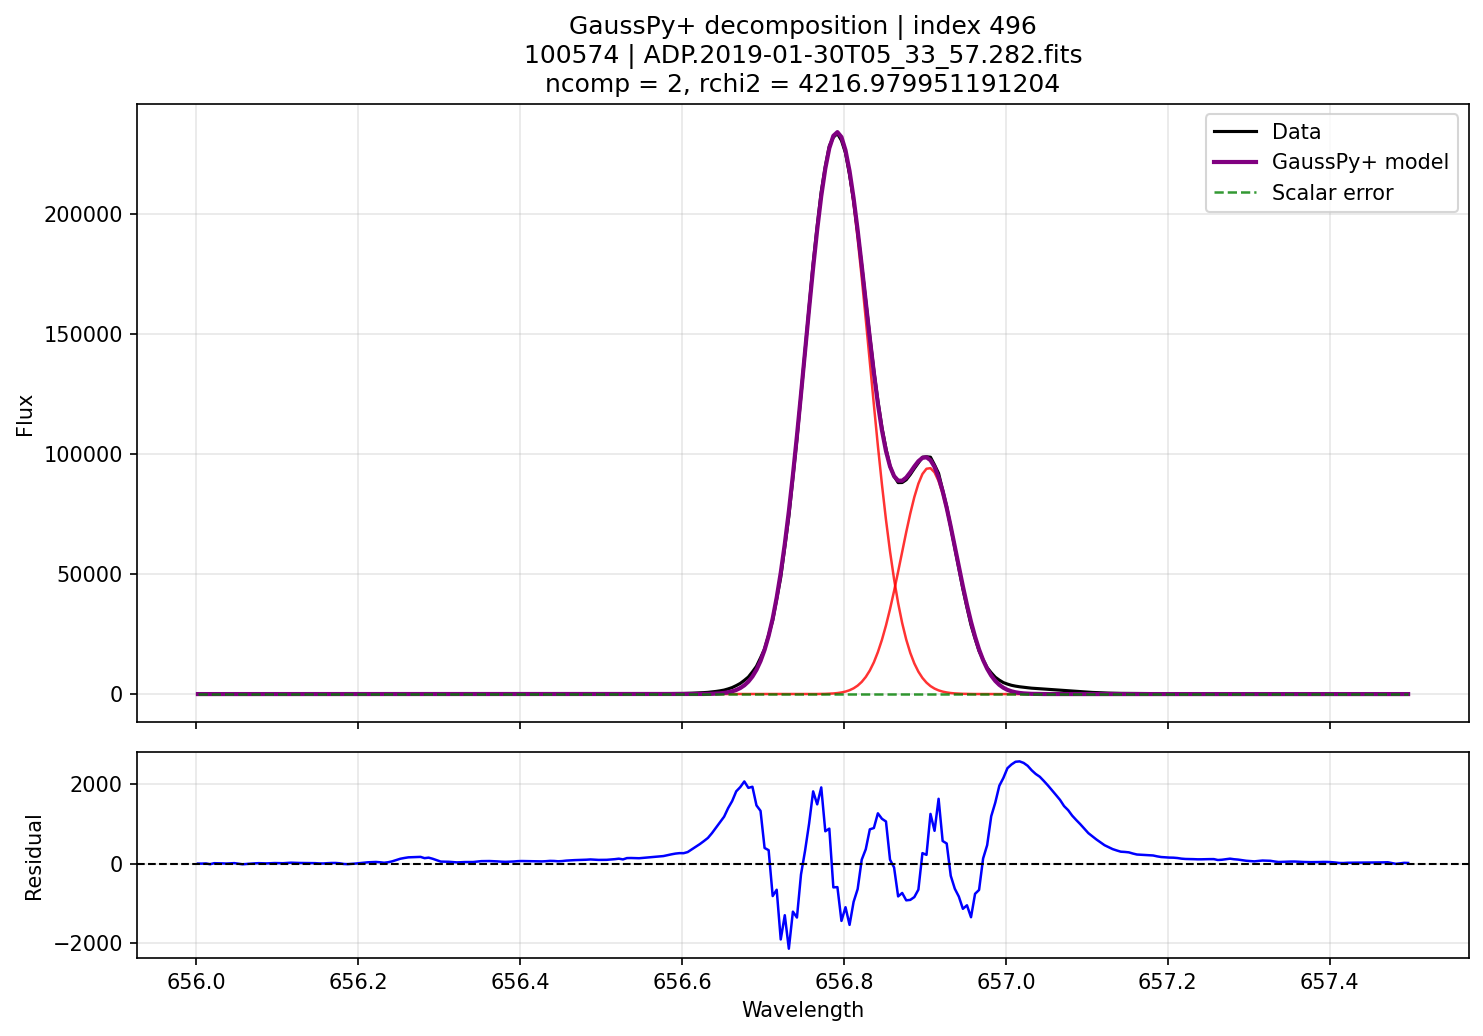 GaussPy+ decomposition | index 496
100574 | ADP.2019-01-30T05_33_57.282.fits
ncomp = 2, rchi2 = 4216.979951191204
Data
GaussPy+ model
Scalar error
Flux
200000
150000
100000
50000
0
Residual
2000
0
−2000
656.0 656.2 656.4 656.6 656.8 657.0 657.2 657.4
Wavelength